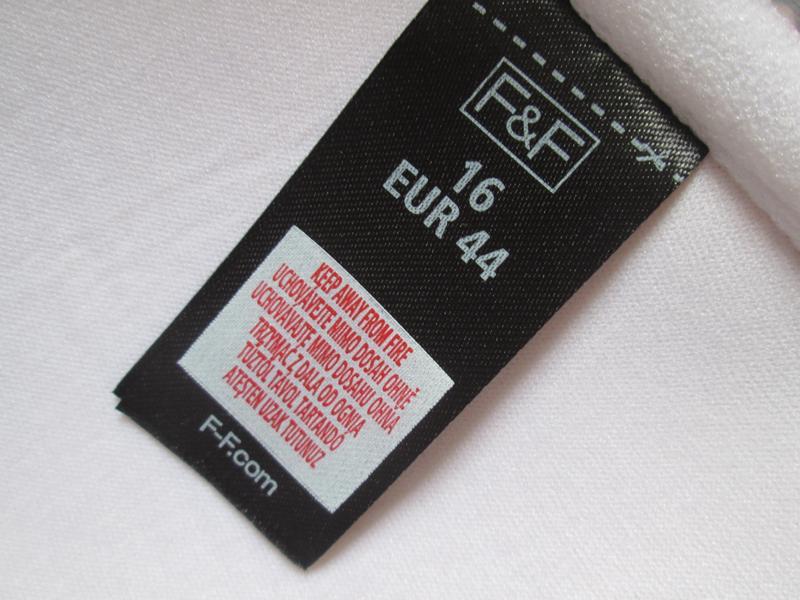 F&F
16
EUR 44
KEEP AWAY FROM FIRE
UCHOVÁVEJTE MIMO DOSAH OHNĚ
UCHOVÁVAJTE MIMO DOSAHU OHŇA
TRZYMAĆ Z DALA OD OGNIA
TŰZTŐL TÁVOL TARTANDÓ
ATEŞTEN UZAK TUTUNUZ
F-F.com